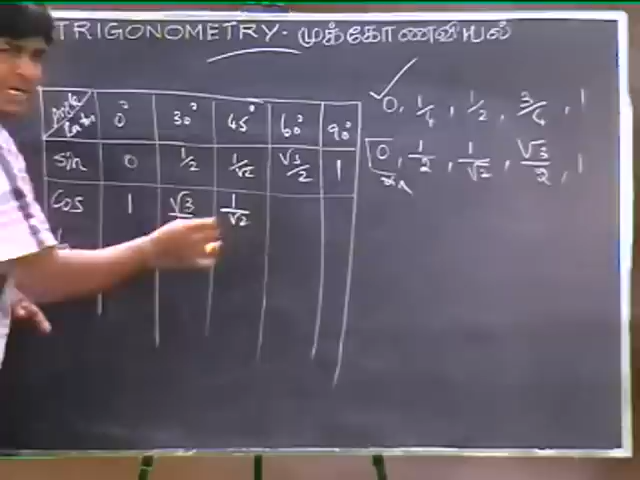 TRIGONOMETRY - முக்கோணவியல்
0, 1/4, 1/2, 3/4, 1
0, 1/2, 1/√2, √3/2, 1
Angle 0° 30° 45° 60° 90°
sin 0 1/2 1/√2 √3/2 1
Cos 1 √3 1/√2